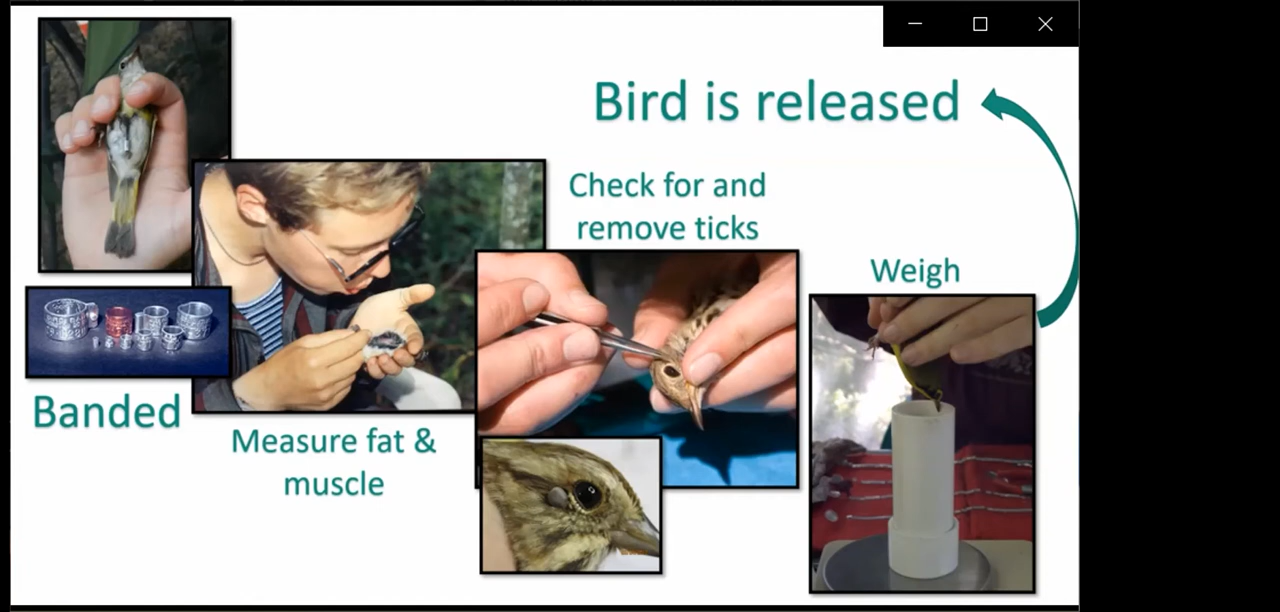 Bird is released
Check for and
remove ticks
Weigh
Banded
Measure fat &
muscle